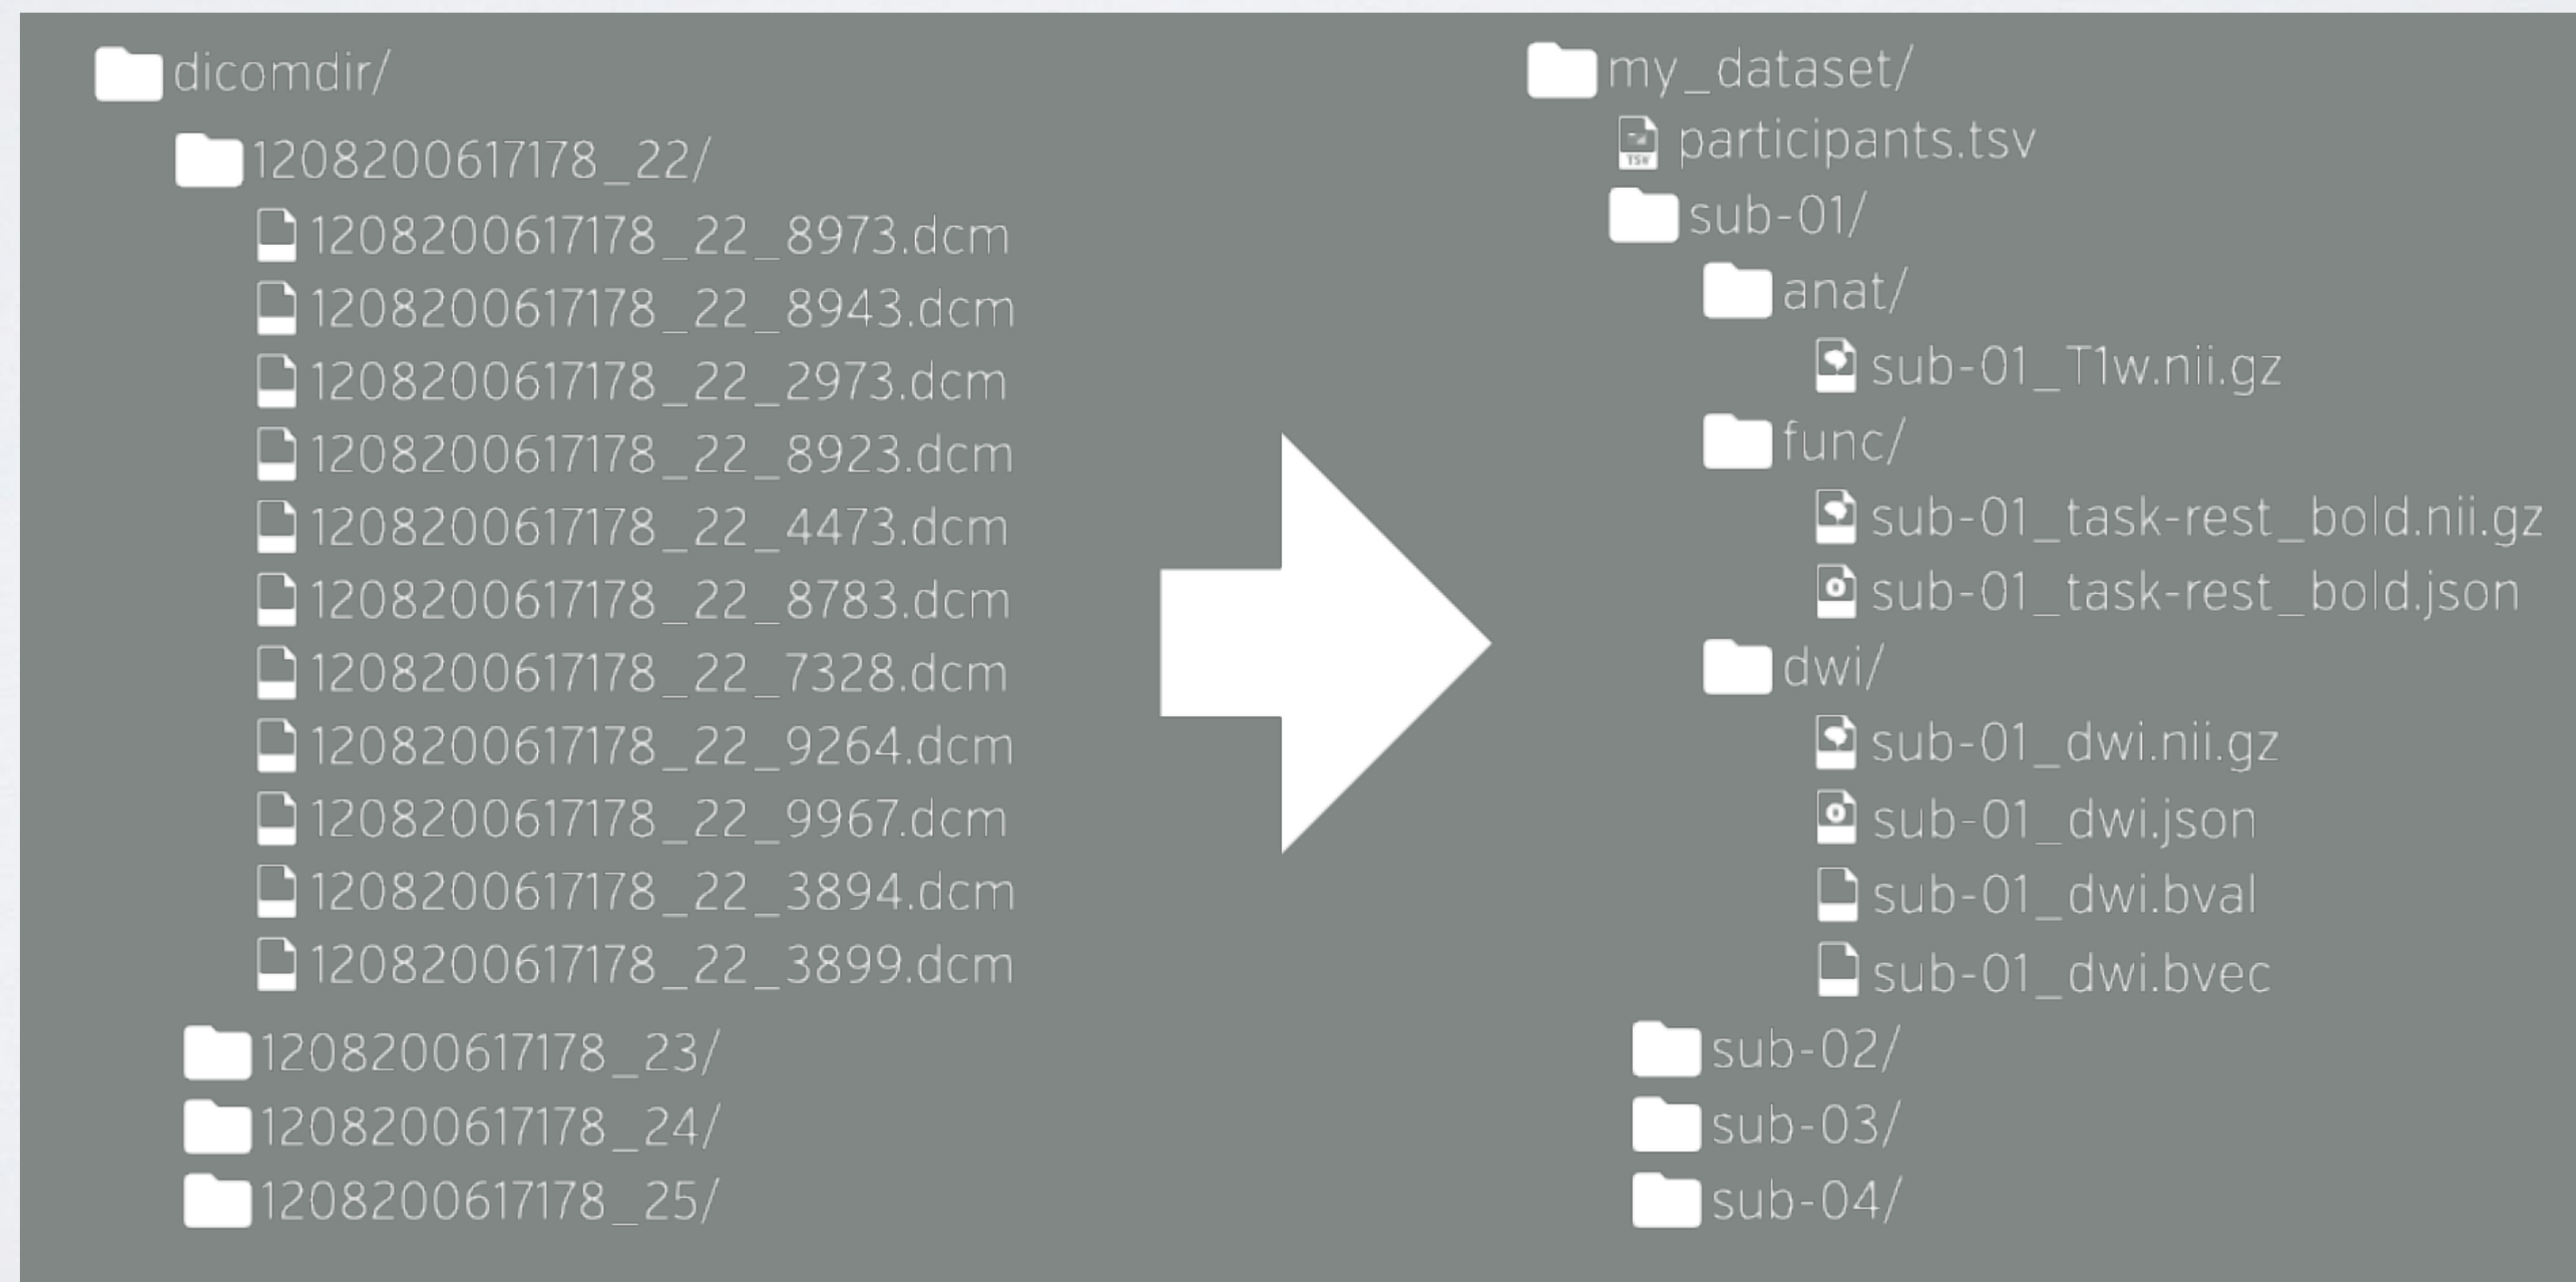 dicomdir/
1208200617178_22/
1208200617178_22_8973.dcm
1208200617178_22_8943.dcm
1208200617178_22_2973.dcm
1208200617178_22_8923.dcm
1208200617178_22_4473.dcm
1208200617178_22_8783.dcm
1208200617178_22_7328.dcm
1208200617178_22_9264.dcm
1208200617178_22_9967.dcm
1208200617178_22_3894.dcm
1208200617178_22_3899.dcm
1208200617178_23/
1208200617178_24/
1208200617178_25/
my_dataset/
TSV participants.tsv
sub-01/
anat/
sub-01_T1w.nii.gz
func/
sub-01_task-rest_bold.nii.gz
sub-01_task-rest_bold.json
dwi/
sub-01_dwi.nii.gz
sub-01_dwi.json
sub-01_dwi.bval
sub-01_dwi.bvec
sub-02/
sub-03/
sub-04/